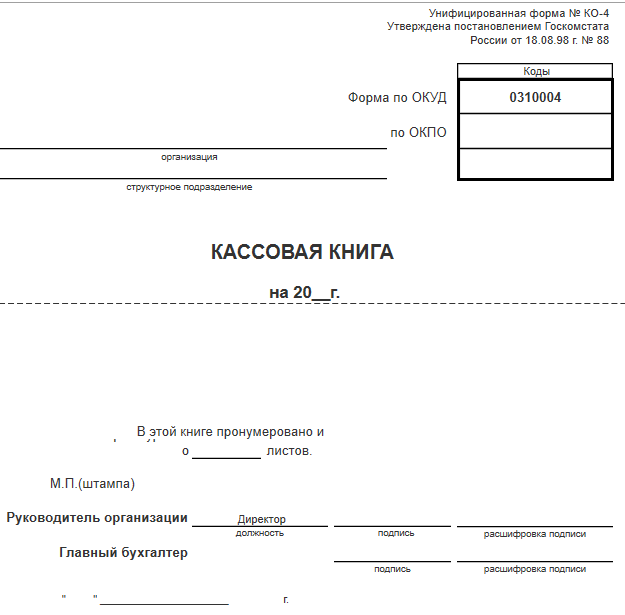 Унифицированная форма № КО-4
Утверждена постановлением Госкомстата
России от 18.08.98 г. № 88
Коды
Форма по ОКУД 0310004
по ОКПО
организация
структурное подразделение
КАССОВАЯ КНИГА
на 20__г.
В этой книге пронумеровано и
о _________ листов.
М.П.(штампа)
Руководитель организации Директор
должность подпись расшифровка подписи
Главный бухгалтер
подпись расшифровка подписи
" " _________________ г.